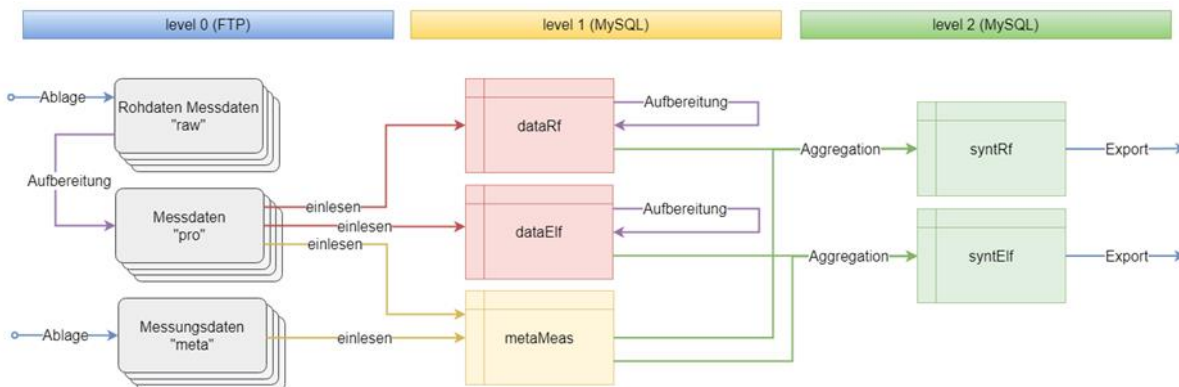 level 0 (FTP)
level 1 (MySQL)
level 2 (MySQL)
Ablage
Rohdaten Messdaten
"raw"
Aufbereitung
Messdaten
"pro"
einlesen
einlesen
einlesen
Ablage
Messungsdaten
"meta"
einlesen
dataRf
Aufbereitung
dataElf
Aufbereitung
metaMeas
Aggregation
syntRf
Export
Aggregation
syntElf
Export